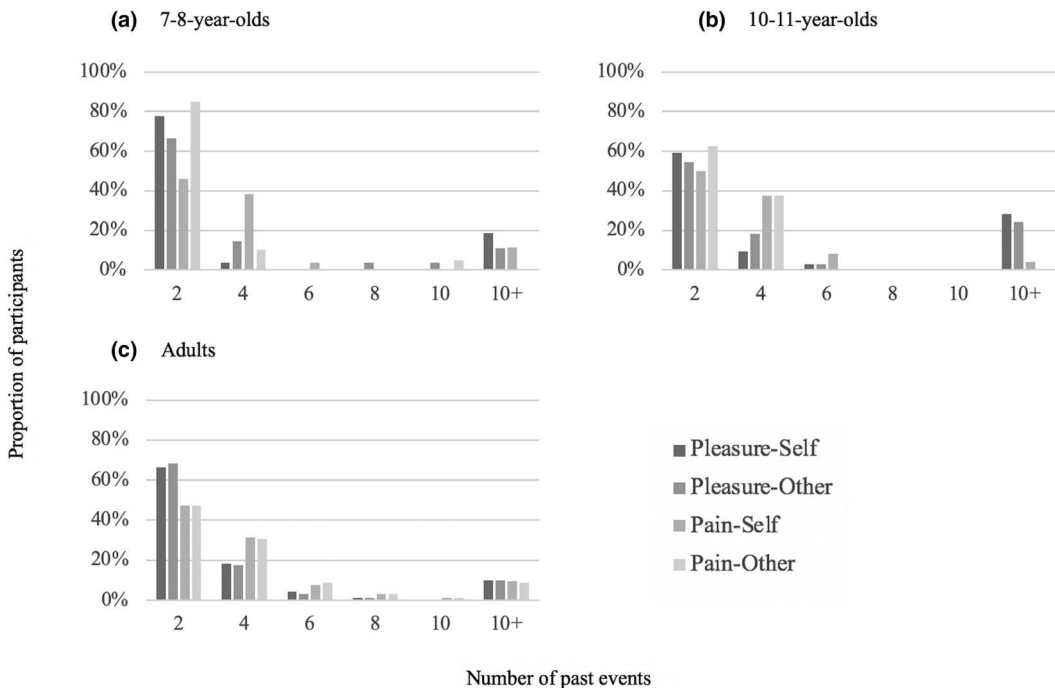 (a) 7-8-year-olds
100%
80%
60%
40%
20%
0%
2 4 6 8 10 10+
(b) 10-11-year-olds
100%
80%
60%
40%
20%
0%
2 4 6 8 10 10+
(c) Adults
100%
80%
60%
40%
20%
0%
2 4 6 8 10 10+
Pleasure-Self
Pleasure-Other
Pain-Self
Pain-Other
Proportion of participants
Number of past events